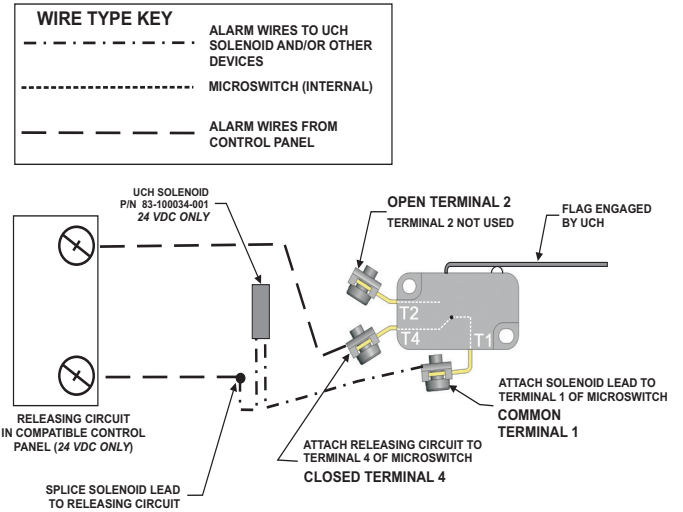 WIRE TYPE KEY
ALARM WIRES TO UCH
SOLENOID AND/OR OTHER
DEVICES
MICROSWITCH (INTERNAL)
ALARM WIRES FROM
CONTROL PANEL
UCH SOLENOID
P/N 83-100034-001
24 VDC ONLY
OPEN TERMINAL 2
TERMINAL 2 NOT USED
FLAG ENGAGED
BY UCH
T2
T4
T1
ATTACH SOLENOID LEAD TO
TERMINAL 1 OF MICROSWITCH
COMMON
TERMINAL 1
RELEASING CIRCUIT
IN COMPATIBLE CONTROL
PANEL (24 VDC ONLY)
ATTACH RELEASING CIRCUIT TO
TERMINAL 4 OF MICROSWITCH
CLOSED TERMINAL 4
SPLICE SOLENOID LEAD
TO RELEASING CIRCUIT